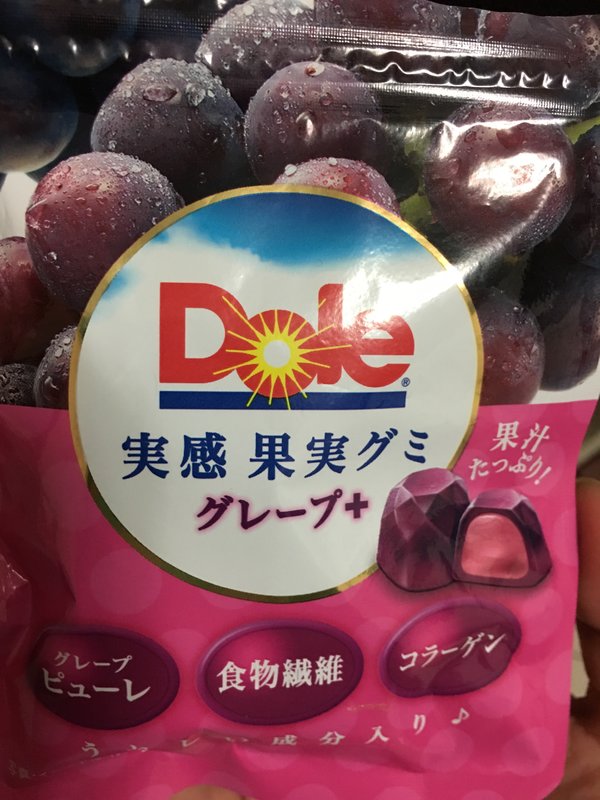 Dole®
実感 果実グミ
グレープ+
果汁
たっぷり!
グレープ
ピューレ
食物繊維
コラーゲン
成分入り♪